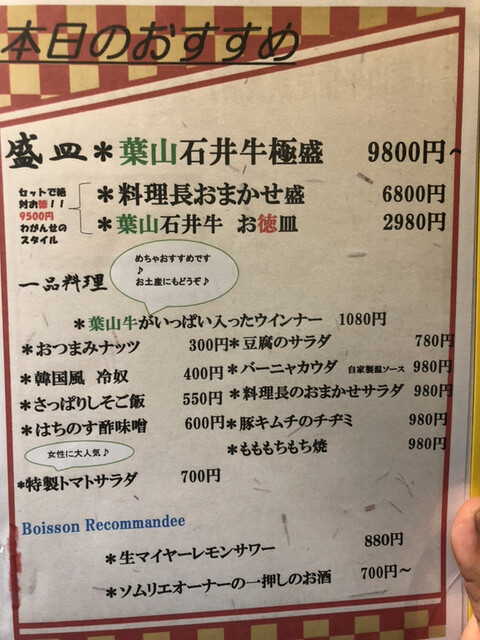 本日のおすすめ
盛皿＊葉山石井牛極盛 9800円~
＊料理長おまかせ盛 6800円
＊葉山石井牛 お徳皿 2980円
セットで絶
対お徳！！
9500円
わがんせの
スタイル
めちゃおすすめです
♪
お土産にもどうぞ♪
一品料理
＊葉山牛がいっぱい入ったウインナー 1080円
＊おつまみナッツ 300円
＊韓国風 冷奴 400円
＊さっぱりしそご飯 550円
＊はちのす酢味噌 600円
女性に大人気♪
＊特製トマトサラダ 700円
＊豆腐のサラダ 780円
＊バーニャカウダ 自家製温ソース 980円
＊料理長のおまかせサラダ 980円
＊豚キムチのチヂミ 980円
＊もももちもち焼 980円
Boisson Recommandee
＊生マイヤーレモンサワー 880円
＊ソムリエオーナーの一押しのお酒 700円～